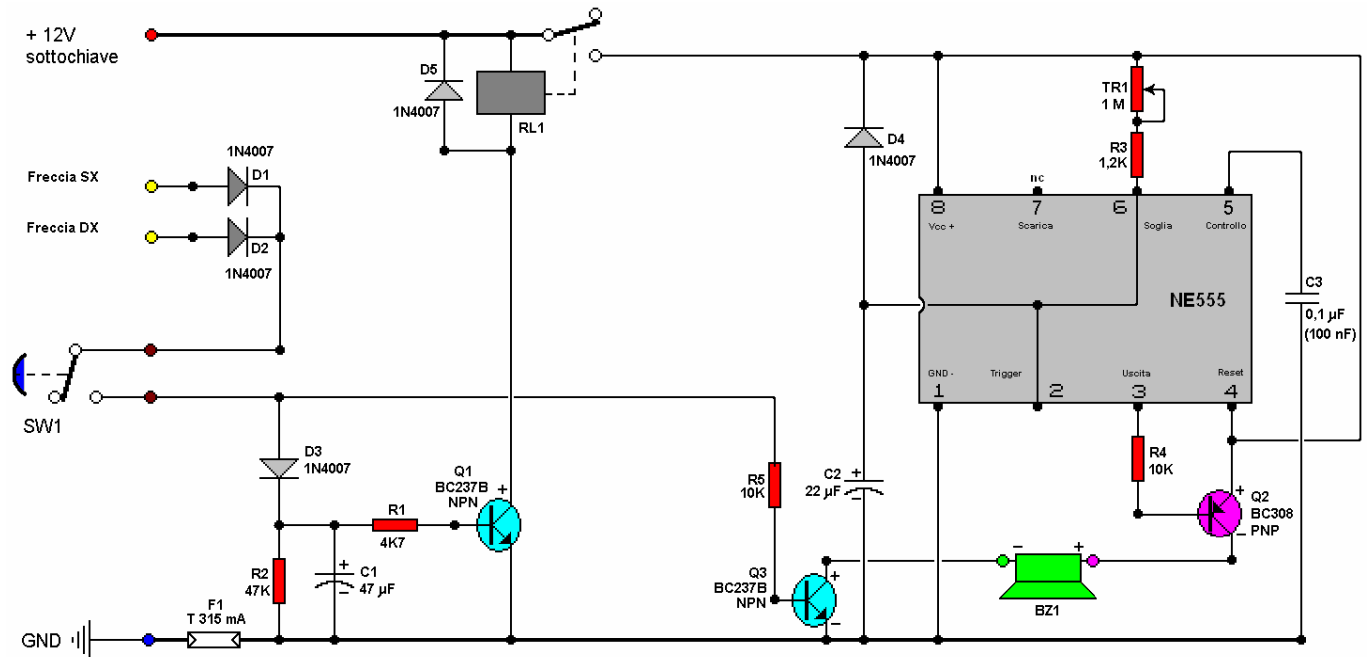 + 12V
sottochiave
D5
1N4007
RL1
D4
1N4007
TR1
1 M
R3
1,2K
1N4007
D1
Freccia SX
Freccia DX
D2
1N4007
nc
8
7
6
5
Vcc +
Scarica
Soglia
Controllo
NE555
C3
0,1 µF
(100 nF)
GND -
Trigger
Uscita
Reset
1
2
3
4
SW1
D3
1N4007
Q1
BC237B
NPN
+
R1
4K7
R5
10K
C2
22 µF
+
−
R4
10K
+
Q2
BC308
PNP
−
R2
47K
+
C1
−
47 µF
Q3
BC237B
NPN
+
−
−
+
BZ1
F1
T 315 mA
GND